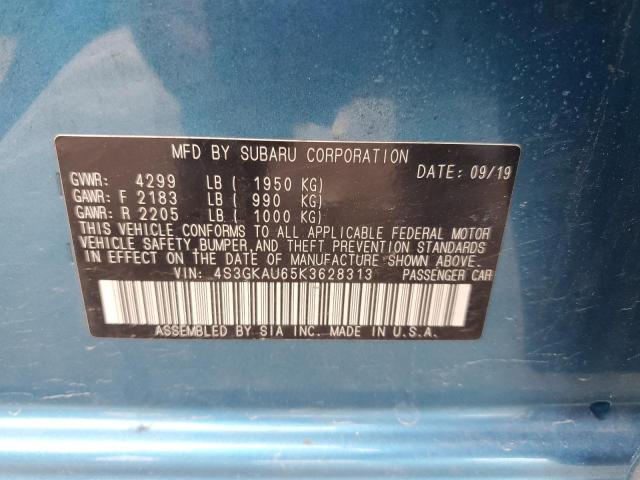 MFD BY SUBARU CORPORATION
DATE: 09/19
GVWR: 4299 LB ( 1950 KG)
GAWR: F 2183 LB ( 990 KG)
GAWR: R 2205 LB ( 1000 KG)
THIS VEHICLE CONFORMS TO ALL APPLICABLE FEDERAL MOTOR
VEHICLE SAFETY, BUMPER, AND THEFT PREVENTION STANDARDS
IN EFFECT ON THE DATE OF MANUFACTURE SHOWN ABOVE.
VIN: 4S3GKAU65K3628313 PASSENGER CAR
ASSEMBLED BY SIA INC. MADE IN U.S.A.